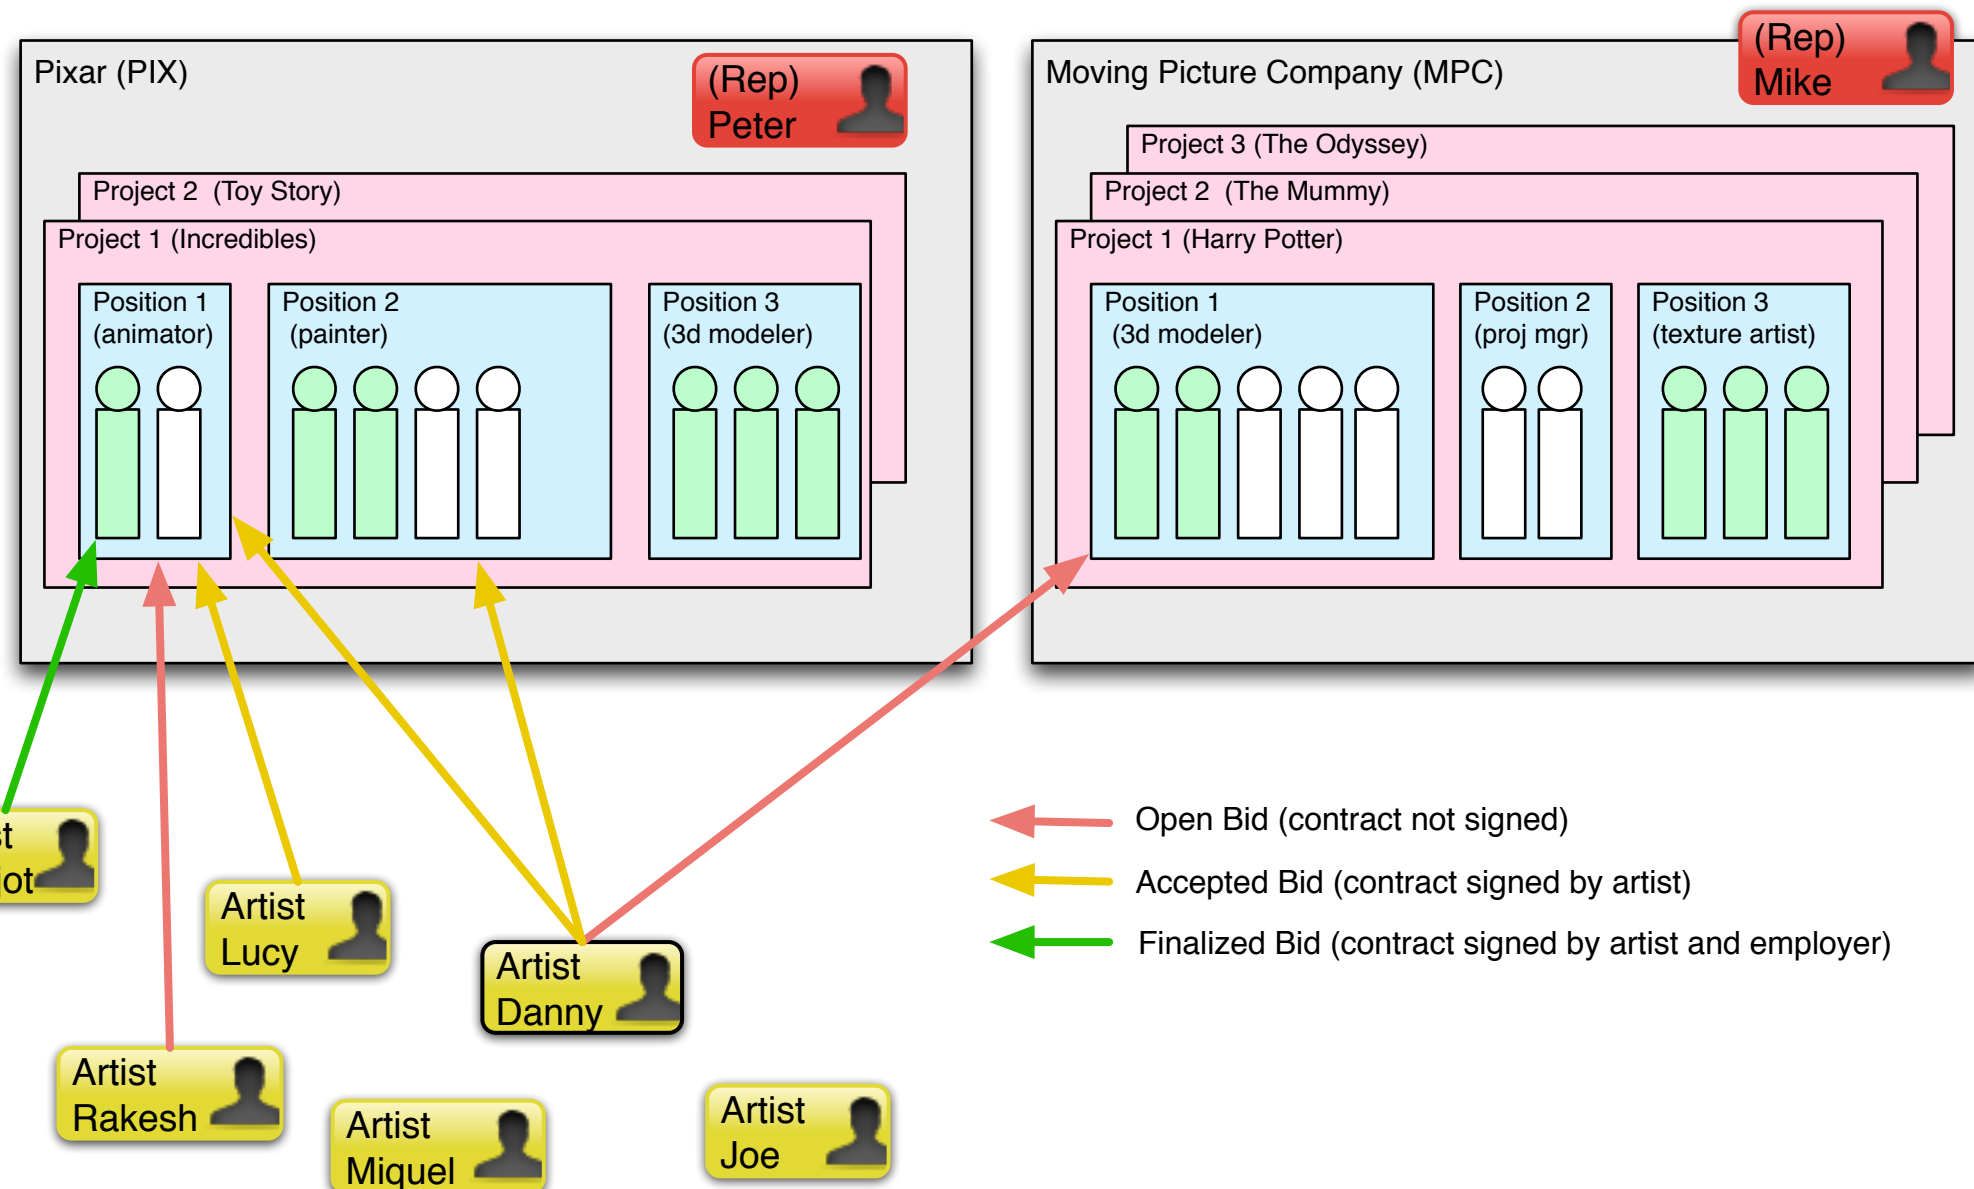 Pixar (PIX)
(Rep)
Peter
Project 2  (Toy Story)
Project 1 (Incredibles)
Position 1
(animator)
Position 2
(painter)
Position 3
(3d modeler)
Moving Picture Company (MPC)
(Rep)
Mike
Project 3 (The Odyssey)
Project 2  (The Mummy)
Project 1 (Harry Potter)
Position 1
(3d modeler)
Position 2
(proj mgr)
Position 3
(texture artist)
Open Bid (contract not signed)
Accepted Bid (contract signed by artist)
Finalized Bid (contract signed by artist and employer)
Artist
Lucy
Artist
Danny
Artist
Rakesh
Artist
Miquel
Artist
Joe